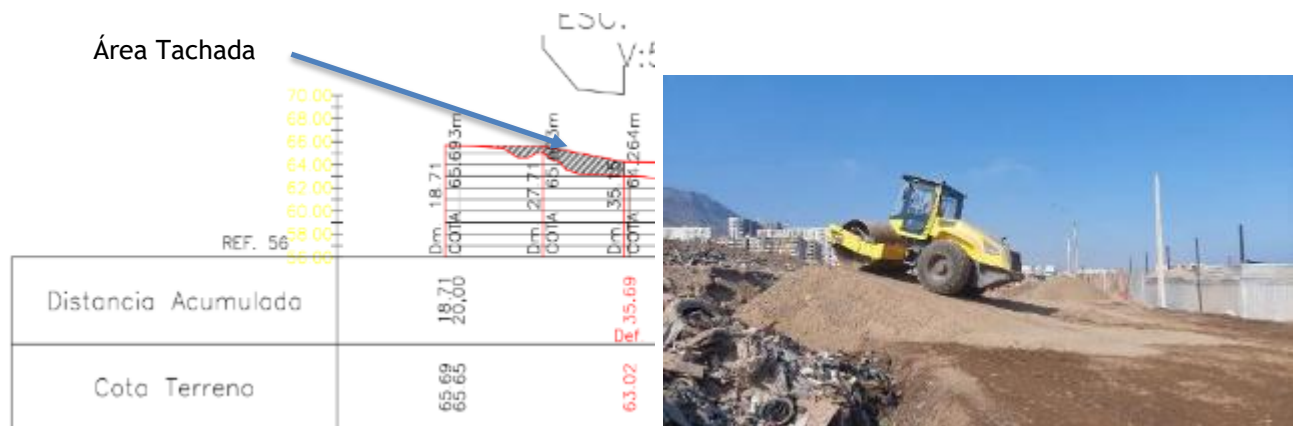 ESC.
Área Tachada
V:5
70.00
68.00
66.00
64.00
62.00
60.00
58.00
56.00
Dm 18.71
COTA 65.693m
Dm 27.71
COTA
Dm
COTA 64.264m
REF. 56
Distancia Acumulada
18.71
20.00
35.69
Def
Cota Terreno
65.69
65.65
63.02